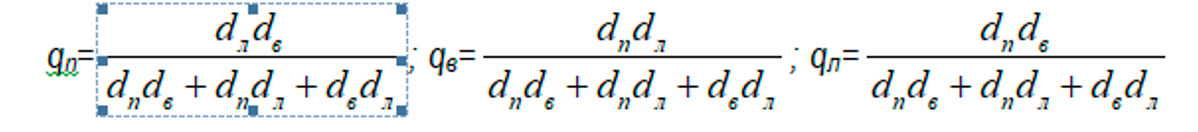 qп= dлdв / (dпdв + dпdл + dвdл) ; qв= dпdл / (dпdв + dпdл + dвdл) ; qл= dпdв / (dпdв + dпdл + dвdл)